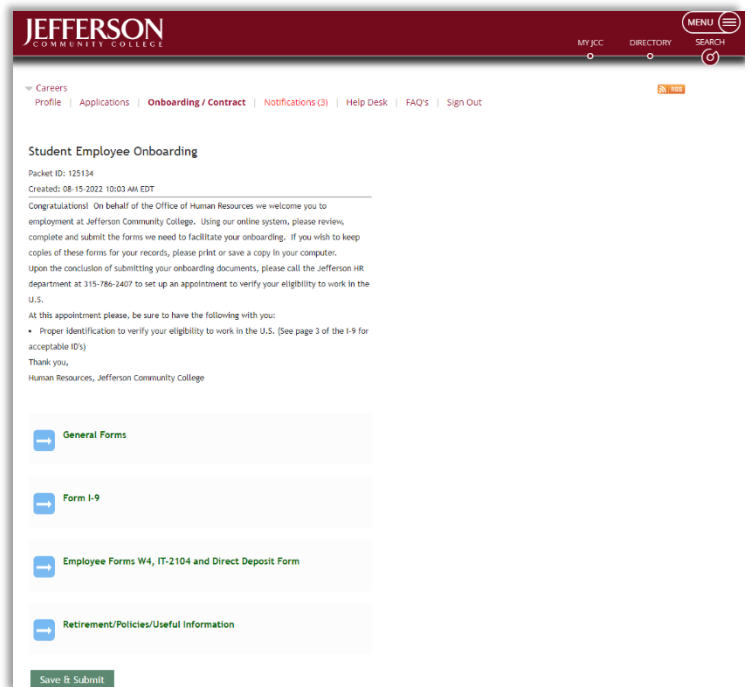 JEFFERSON
COMMUNITY COLLEGE
MENU
MY JCC DIRECTORY SEARCH
Careers
Profile | Applications | Onboarding / Contract | Notifications (3) | Help Desk | FAQ's | Sign Out
RSS
Student Employee Onboarding
Packet ID: 125134
Created: 08-15-2022 10:03 AM EDT
Congratulations! On behalf of the Office of Human Resources we welcome you to
employment at Jefferson Community College. Using our online system, please review,
complete and submit the forms we need to facilitate your onboarding. If you wish to keep
copies of these forms for your records, please print or save a copy in your computer.
Upon the conclusion of submitting your onboarding documents, please call the Jefferson HR
department at 315-786-2407 to set up an appointment to verify your eligibility to work in the
U.S.
At this appointment please, be sure to have the following with you:
• Proper identification to verify your eligibility to work in the U.S. (See page 3 of the I-9 for
acceptable ID's)
Thank you,
Human Resources, Jefferson Community College
General Forms
Form I-9
Employee Forms W4, IT-2104 and Direct Deposit Form
Retirement/Policies/Useful Information
Save & Submit